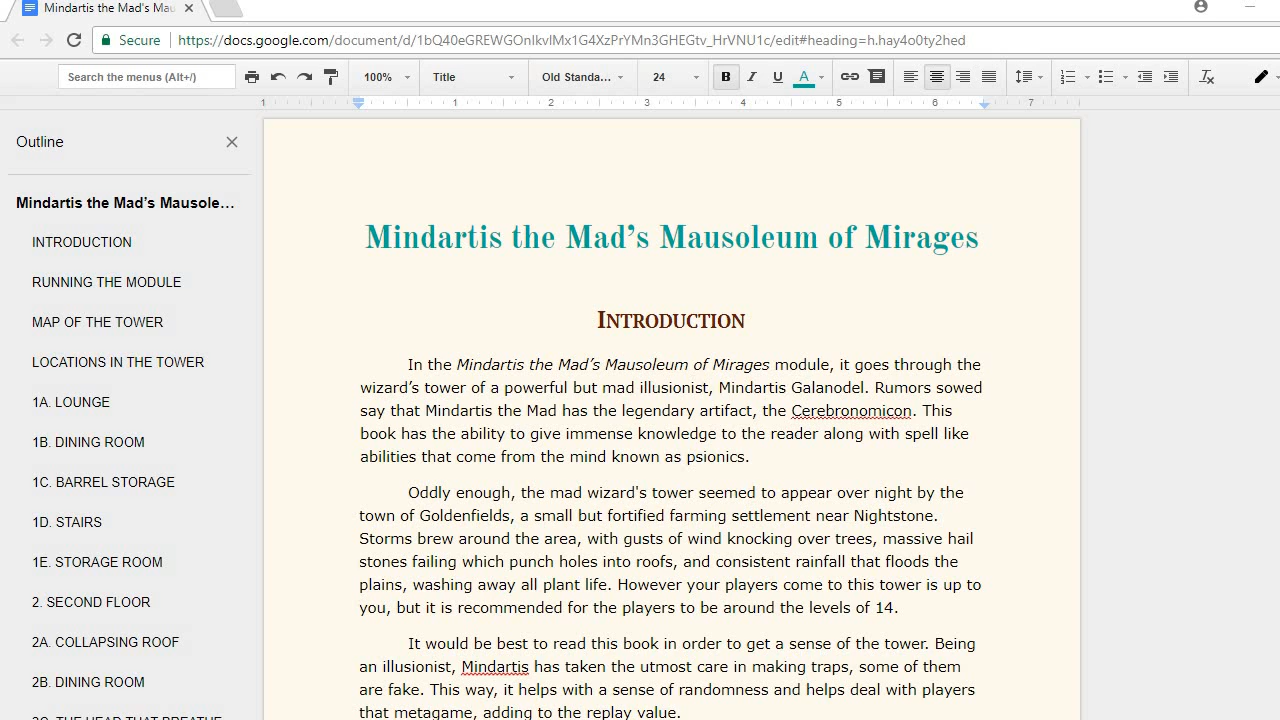 Mindartis the Mad's Mau
Secure https://docs.google.com/document/d/1bQ40eGREWGOnIkvIMx1G4XzPrYMn3GHEGtv_HrVNU1c/edit#heading=h.hay4o0ty2hed
Search the menus (Alt+/) 100% Title Old Standa... 24 B I U A
1 1 2 3 4 5 6 7
Outline
Mindartis the Mad's Mausole...
INTRODUCTION
RUNNING THE MODULE
MAP OF THE TOWER
LOCATIONS IN THE TOWER
1A. LOUNGE
1B. DINING ROOM
1C. BARREL STORAGE
1D. STAIRS
1E. STORAGE ROOM
2. SECOND FLOOR
2A. COLLAPSING ROOF
2B. DINING ROOM
2C. THE HEAD THAT BREATHE
Mindartis the Mad's Mausoleum of Mirages
INTRODUCTION
In the Mindartis the Mad's Mausoleum of Mirages module, it goes through the
wizard's tower of a powerful but mad illusionist, Mindartis Galanodel. Rumors sowed
say that Mindartis the Mad has the legendary artifact, the Cerebronomicon. This
book has the ability to give immense knowledge to the reader along with spell like
abilities that come from the mind known as psionics.
Oddly enough, the mad wizard's tower seemed to appear over night by the
town of Goldenfields, a small but fortified farming settlement near Nightstone.
Storms brew around the area, with gusts of wind knocking over trees, massive hail
stones failing which punch holes into roofs, and consistent rainfall that floods the
plains, washing away all plant life. However your players come to this tower is up to
you, but it is recommended for the players to be around the levels of 14.
It would be best to read this book in order to get a sense of the tower. Being
an illusionist, Mindartis has taken the utmost care in making traps, some of them
are fake. This way, it helps with a sense of randomness and helps deal with players
that metagame, adding to the replay value.